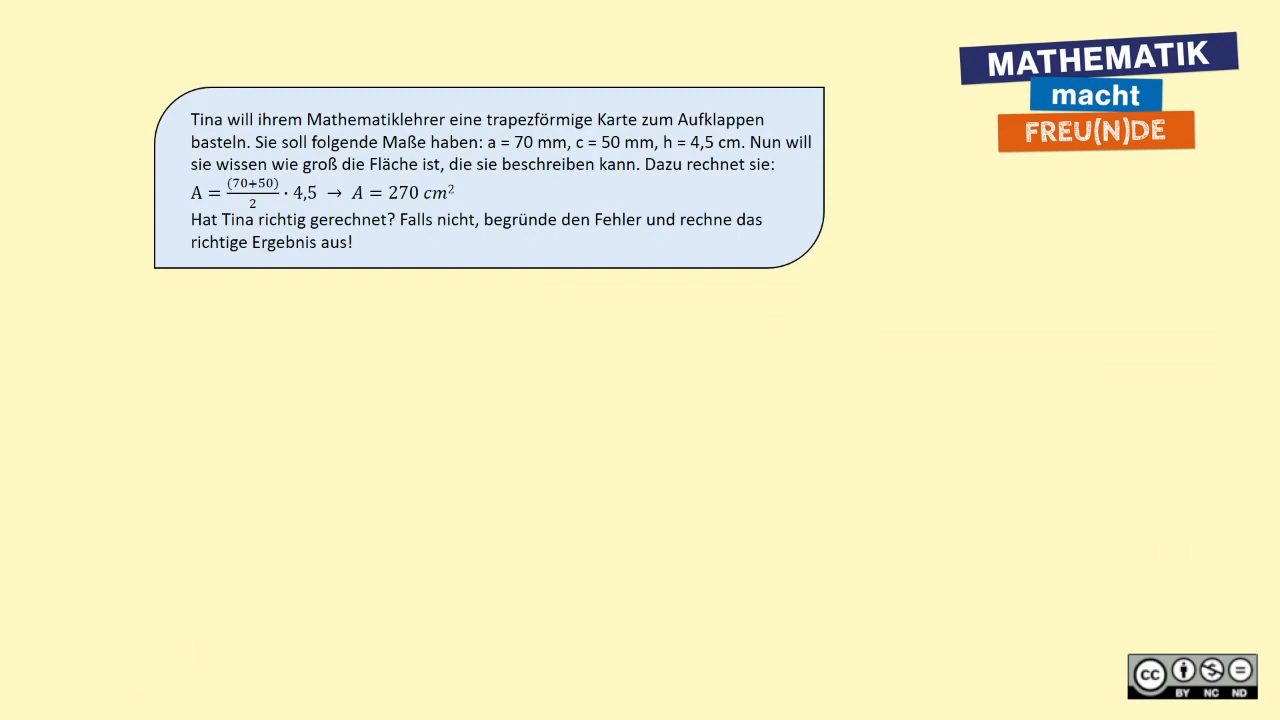 MATHEMATIK
macht
FREU(N)DE
Tina will ihrem Mathematiklehrer eine trapezförmige Karte zum Aufklappen
basteln. Sie soll folgende Maße haben: a = 70 mm, c = 50 mm, h = 4,5 cm. Nun will
sie wissen wie groß die Fläche ist, die sie beschreiben kann. Dazu rechnet sie:
A = (70+50)/2 · 4,5 → A = 270 cm²
Hat Tina richtig gerechnet? Falls nicht, begründe den Fehler und rechne das
richtige Ergebnis aus!
CC BY NC ND